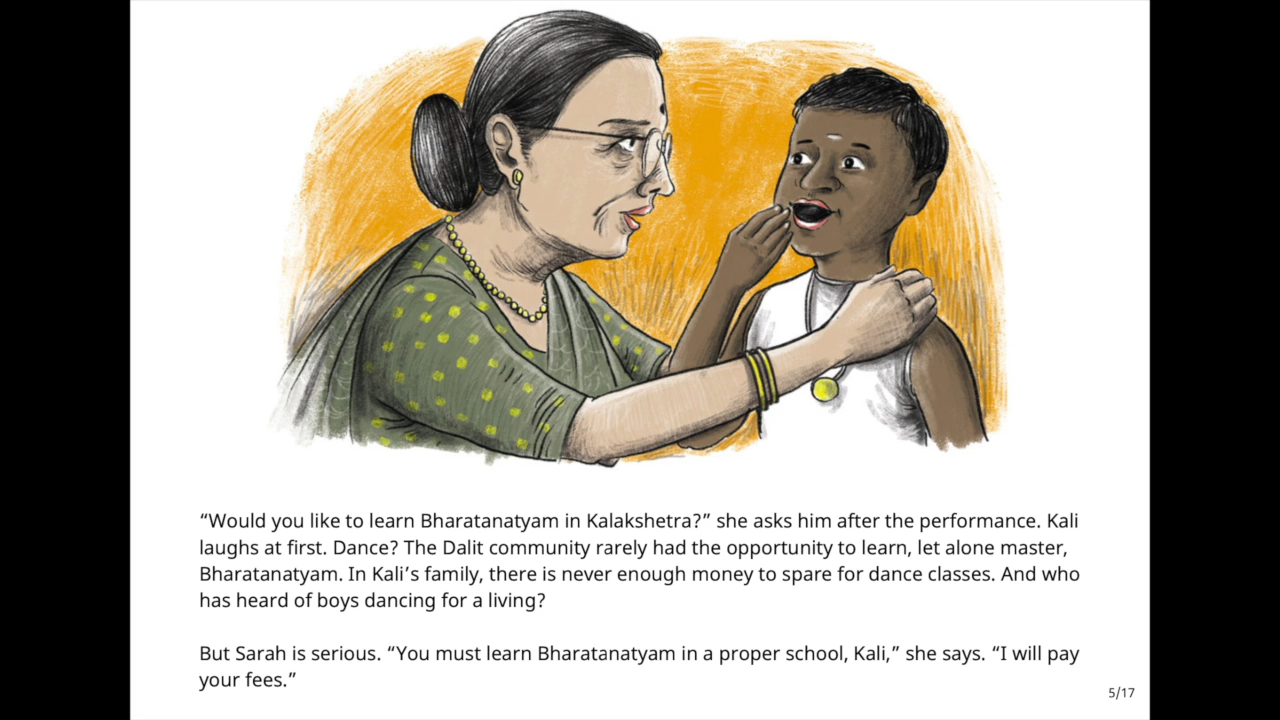 “Would you like to learn Bharatanatyam in Kalakshetra?” she asks him after the performance. Kali
laughs at first. Dance? The Dalit community rarely had the opportunity to learn, let alone master,
Bharatanatyam. In Kali’s family, there is never enough money to spare for dance classes. And who
has heard of boys dancing for a living?
But Sarah is serious. “You must learn Bharatanatyam in a proper school, Kali,” she says. “I will pay
your fees.”
5/17